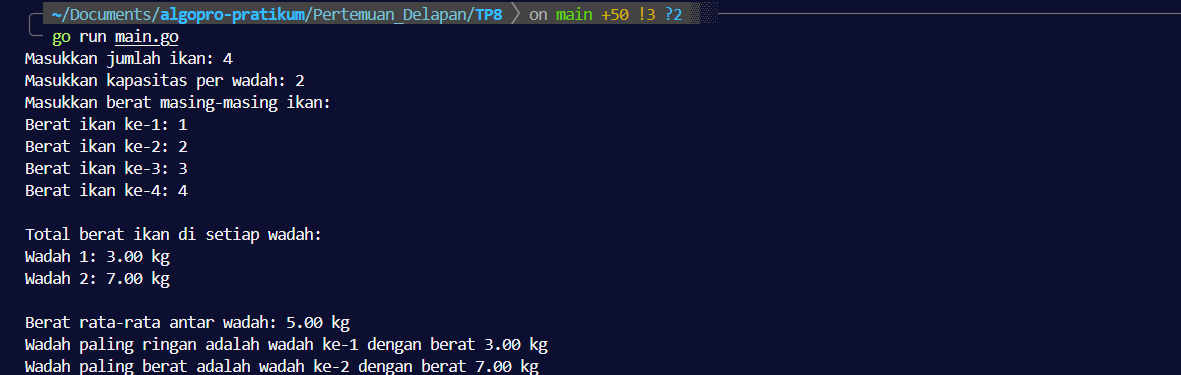 ~/Documents/algopro-pratikum/Pertemuan_Delapan/TP8 on main +50 !3 ?2
go run main.go
Masukkan jumlah ikan: 4
Masukkan kapasitas per wadah: 2
Masukkan berat masing-masing ikan:
Berat ikan ke-1: 1
Berat ikan ke-2: 2
Berat ikan ke-3: 3
Berat ikan ke-4: 4
Total berat ikan di setiap wadah:
Wadah 1: 3.00 kg
Wadah 2: 7.00 kg
Berat rata-rata antar wadah: 5.00 kg
Wadah paling ringan adalah wadah ke-1 dengan berat 3.00 kg
Wadah paling berat adalah wadah ke-2 dengan berat 7.00 kg